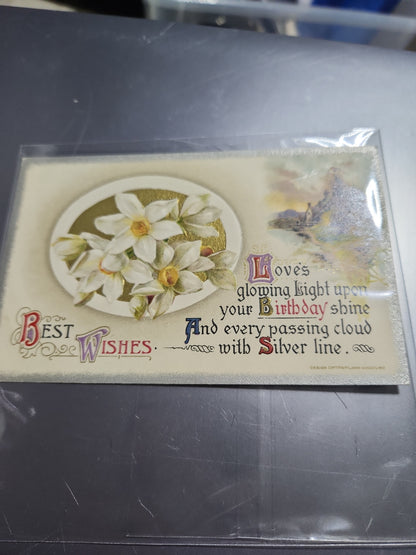 Love's
glowing Light upon
your Birthday shine
And every passing cloud
with Silver line.
Best
Wishes.